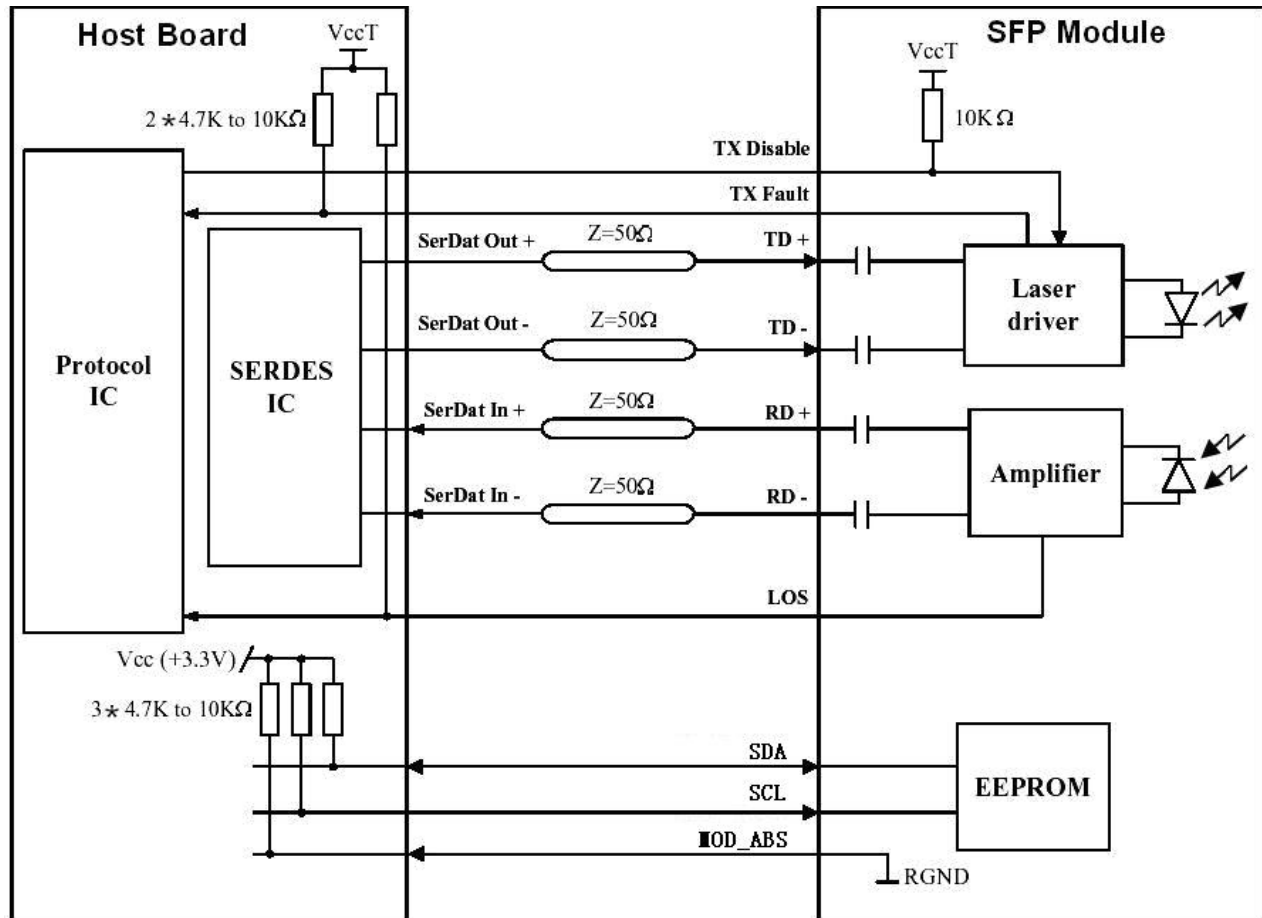 Host Board
SFP Module
VccT
VccT
2*4.7K to 10KΩ
10KΩ
TX Disable
TX Fault
SerDat Out +
Z=50Ω
TD +
Laser
driver
SerDat Out -
Z=50Ω
TD -
Protocol
IC
SERDES
IC
SerDat In +
Z=50Ω
RD +
Amplifier
SerDat In -
Z=50Ω
RD -
LOS
Vcc (+3.3V)
3*4.7K to 10KΩ
SDA
SCL
EEPROM
MOD_ABS
RGND